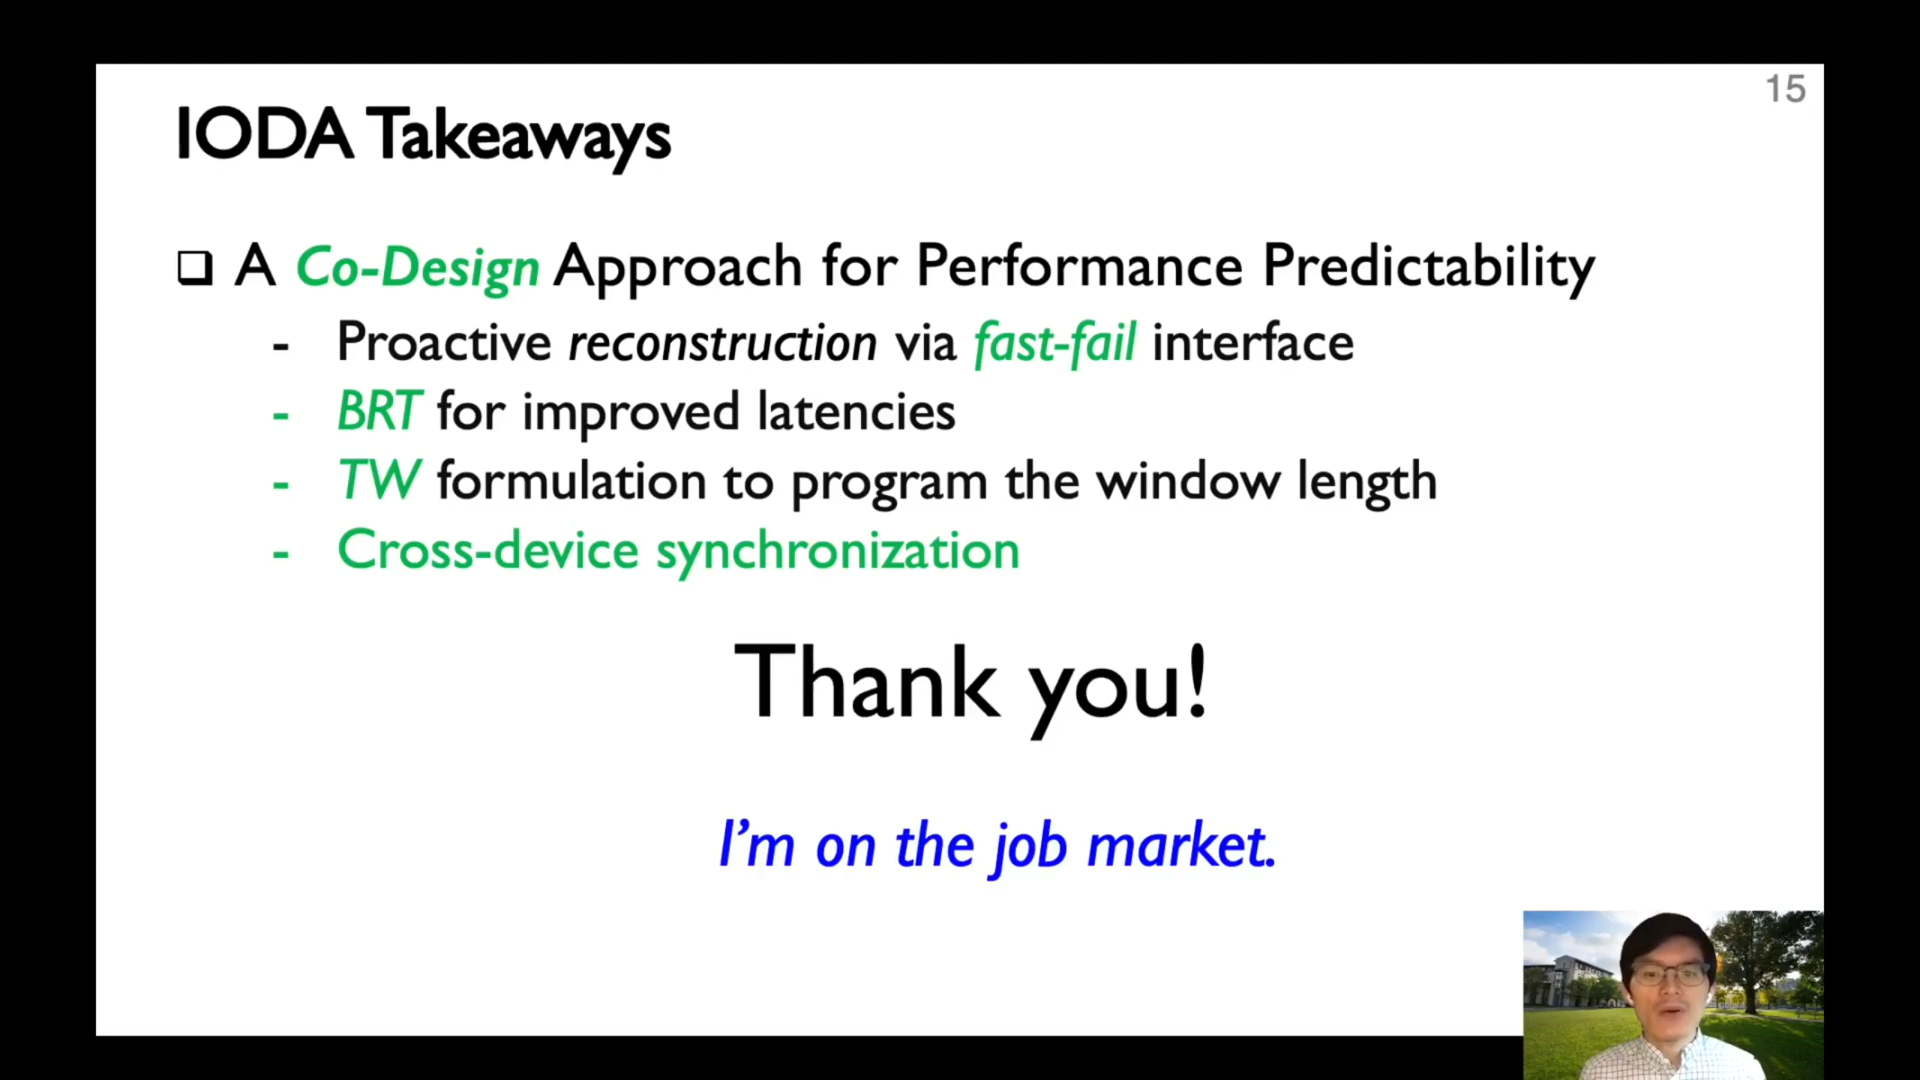 15
IODA Takeaways
❑ A Co-Design Approach for Performance Predictability
- Proactive reconstruction via fast-fail interface
- BRT for improved latencies
- TW formulation to program the window length
- Cross-device synchronization
Thank you!
I'm on the job market.